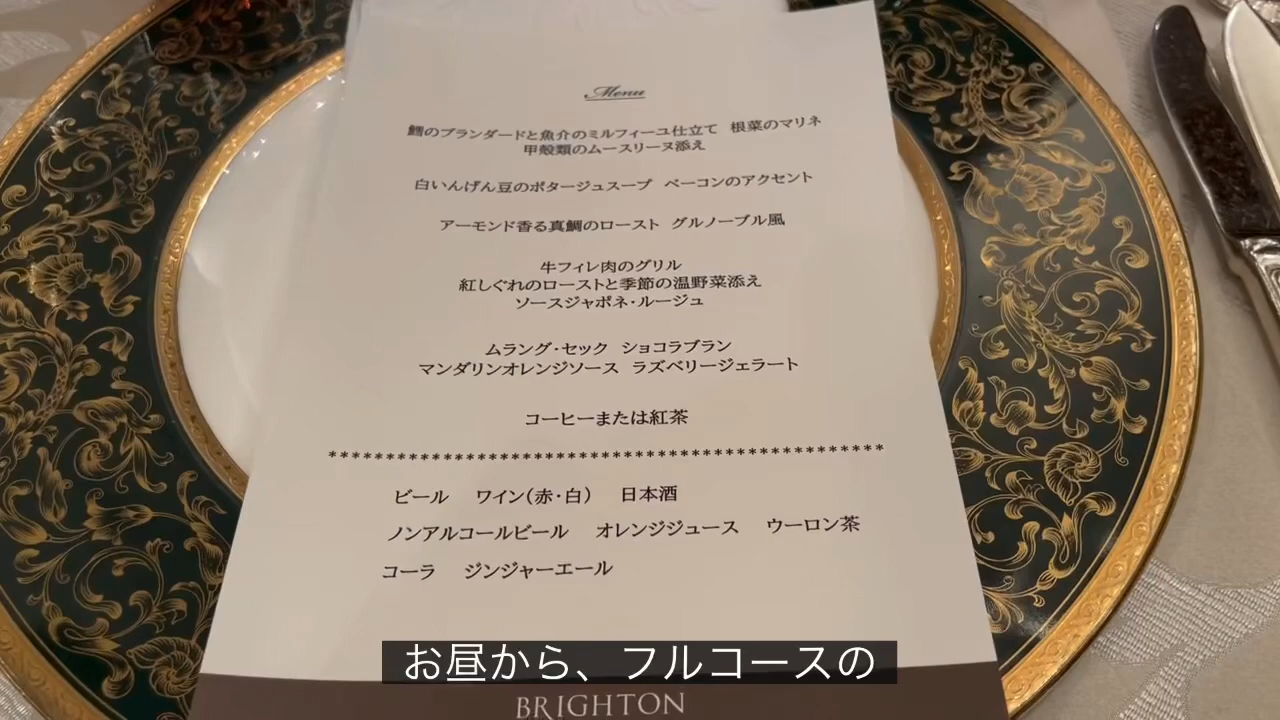 Menu
鱈のブランダードと魚介のミルフィーユ仕立て 根菜のマリネ
甲殻類のムースリーヌ添え
白いんげん豆のポタージュスープ ベーコンのアクセント
アーモンド香る真鯛のロースト グルノーブル風
牛フィレ肉のグリル
紅しぐれのローストと季節の温野菜添え
ソースジャポネ・ルージュ
ムラング・セック ショコラブラン
マンダリンオレンジソース ラズベリージェラート
コーヒーまたは紅茶
************************************************
ビール ワイン(赤・白) 日本酒
ノンアルコールビール オレンジジュース ウーロン茶
コーラ ジンジャーエール
お昼から、フルコースの
BRIGHTON